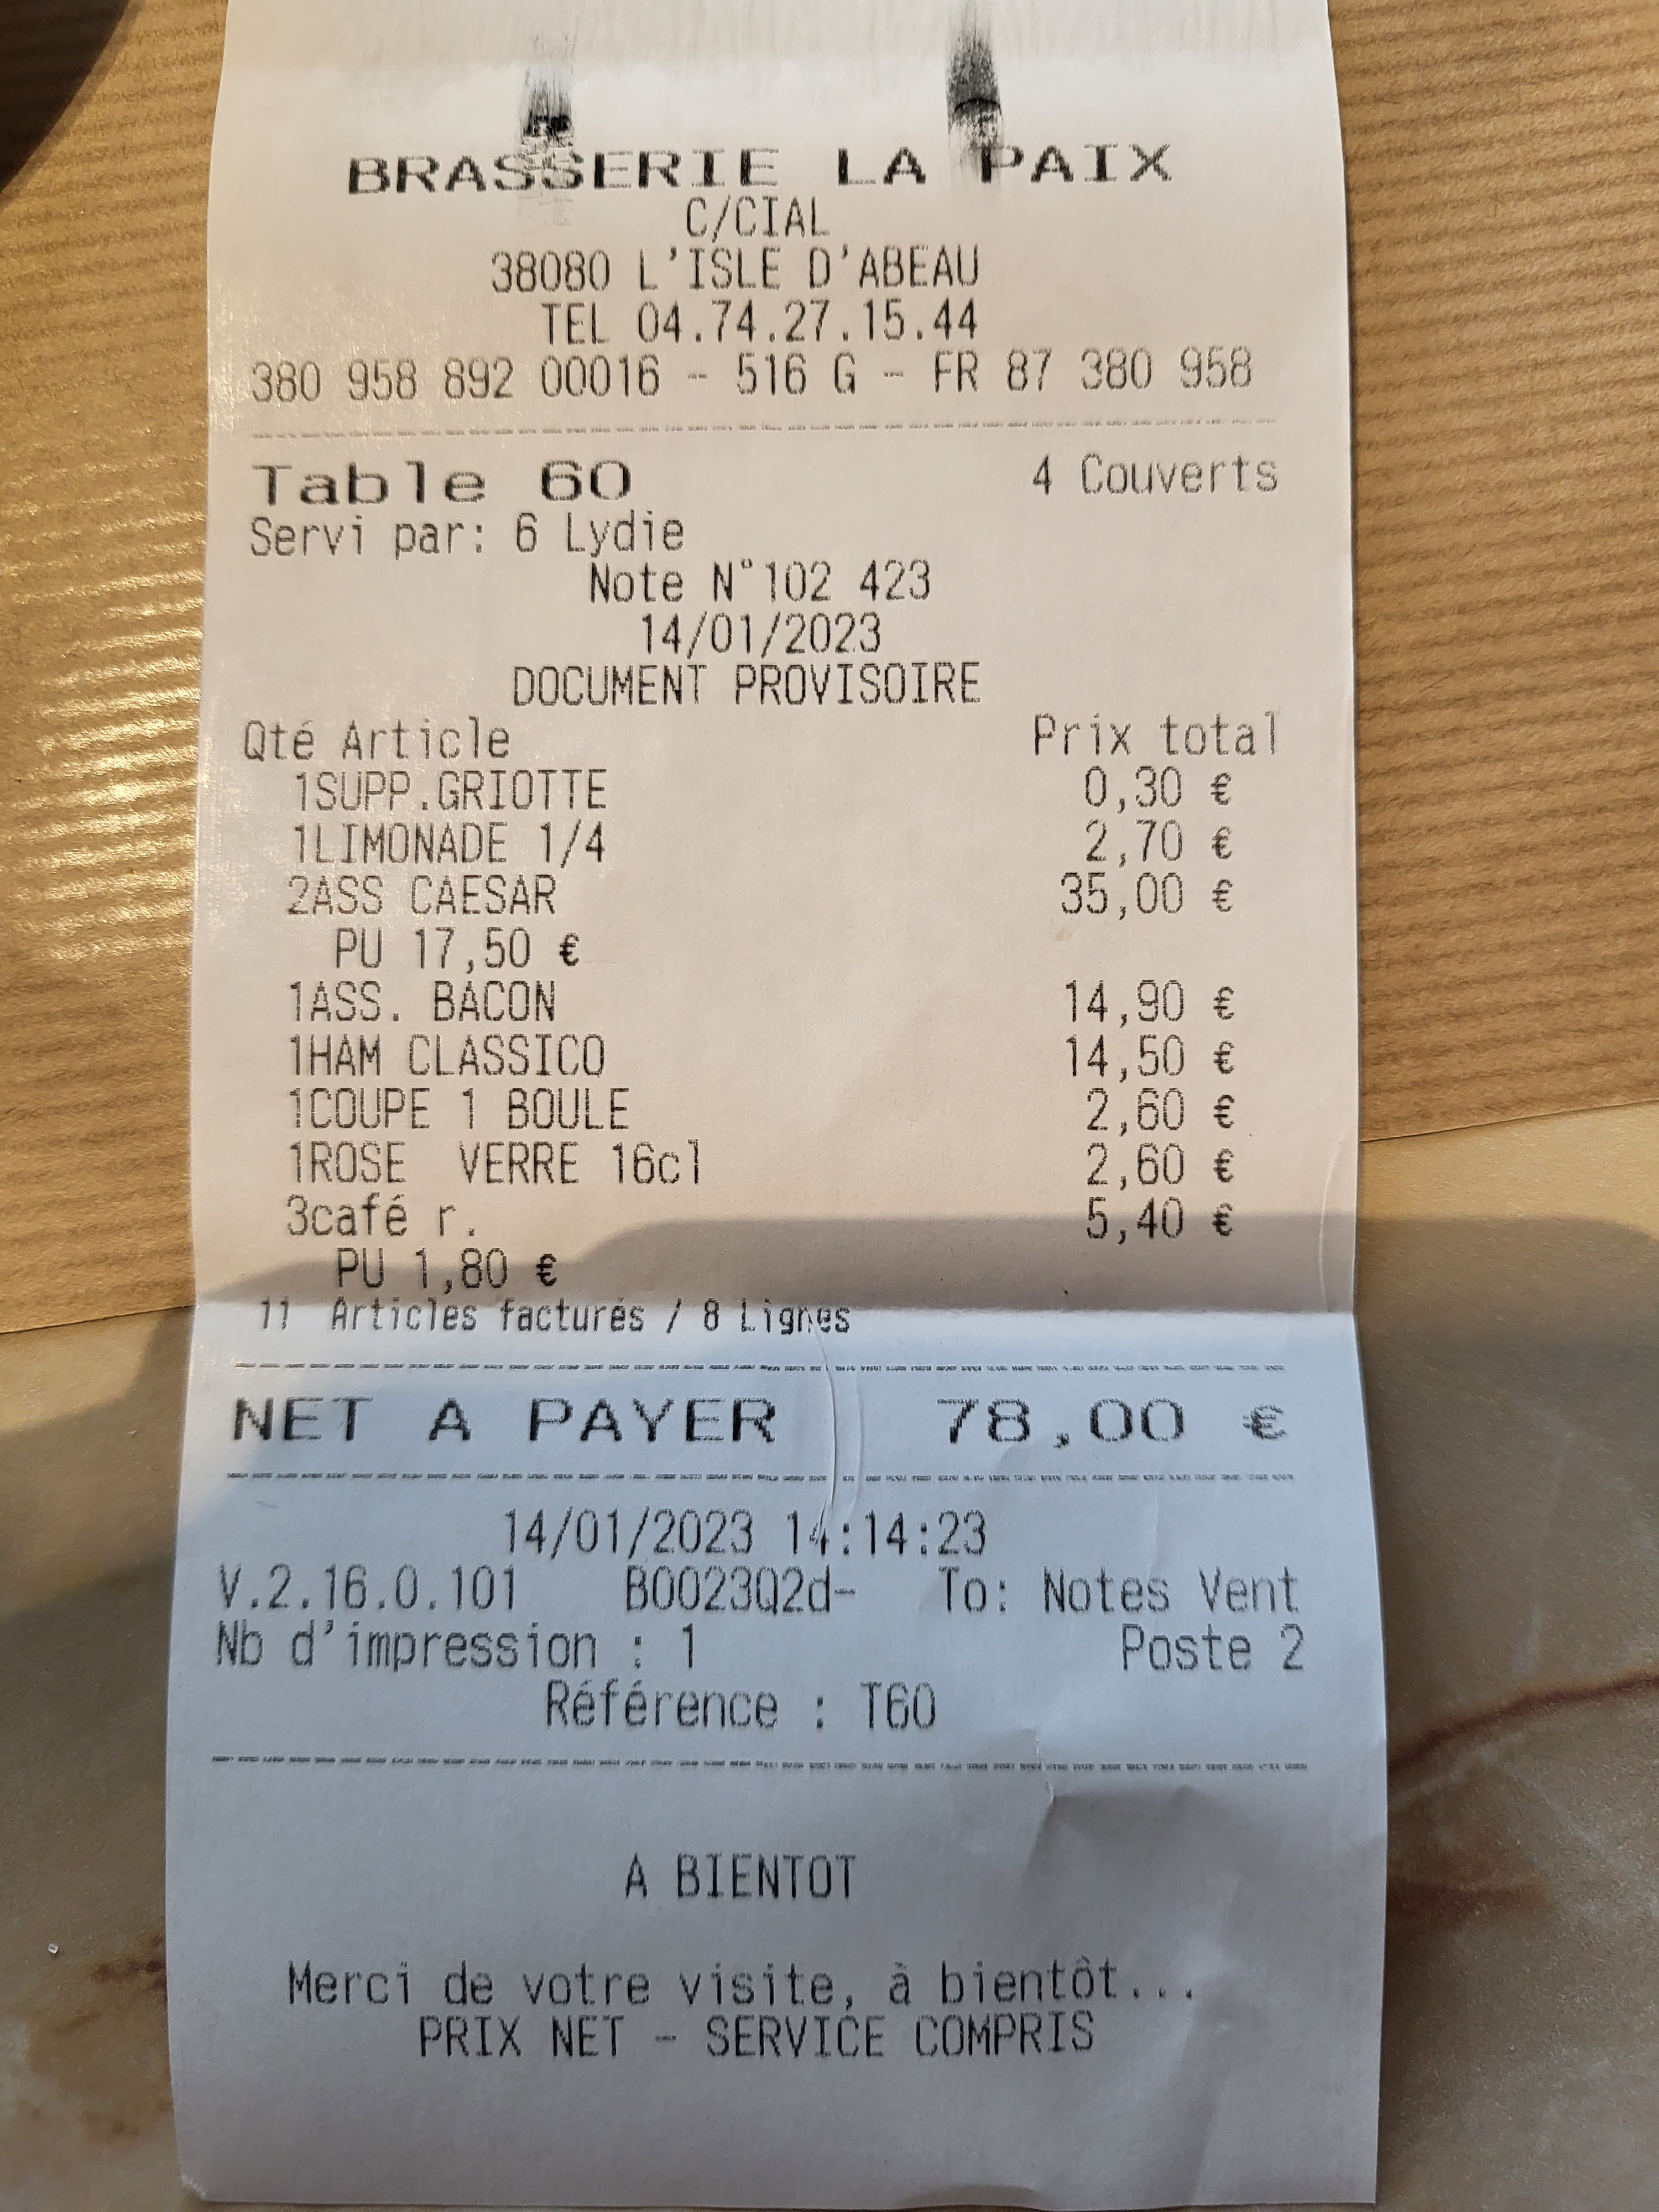 BRASSERIE LA PAIX
C/CIAL
38080 L'ISLE D'ABEAU
TEL 04.74.27.15.44
380 958 892 00016 - 516 G - FR 87 380 958
Table 60 4 Couverts
Servi par: 6 Lydie
Note N°102 423
14/01/2023
DOCUMENT PROVISOIRE
Qté Article Prix total
1SUPP.GRIOTTE 0,30 €
1LIMONADE 1/4 2,70 €
2ASS CAESAR 35,00 €
PU 17,50 €
1ASS. BACON 14,90 €
1HAM CLASSICO 14,50 €
1COUPE 1 BOULE 2,60 €
1ROSE VERRE 16cl 2,60 €
3café r. 5,40 €
PU 1,80 €
11 Articles facturés / 8 Lignes
NET A PAYER 78,00 €
14/01/2023 14:14:23
V.2.16.0.101 B0023Q2d- To: Notes Vent
Nb d'impression : 1 Poste 2
Référence : T60
A BIENTOT
Merci de votre visite, à bientôt...
PRIX NET - SERVICE COMPRIS